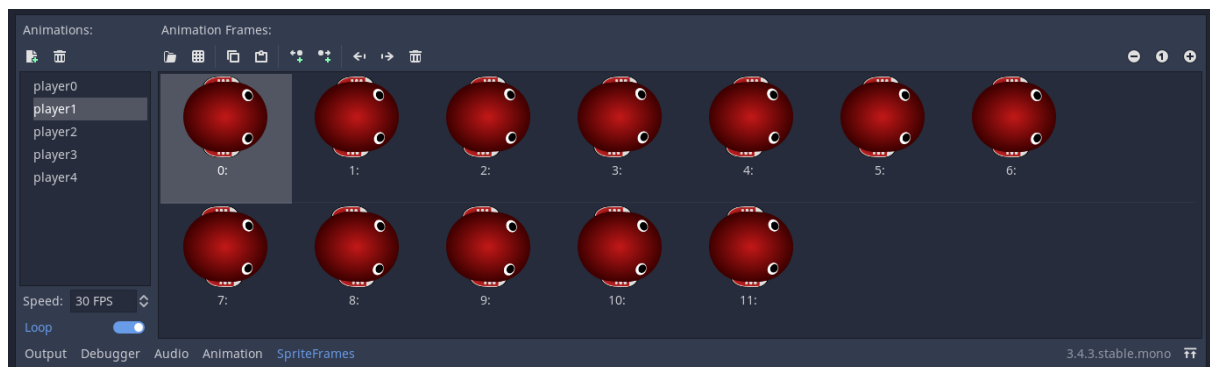 Animations:
Animation Frames:
player0
player1
player2
player3
player4
0:
1:
2:
3:
4:
5:
6:
7:
8:
9:
10:
11:
Speed: 30 FPS
Loop
Output Debugger Audio Animation SpriteFrames
3.4.3.stable.mono